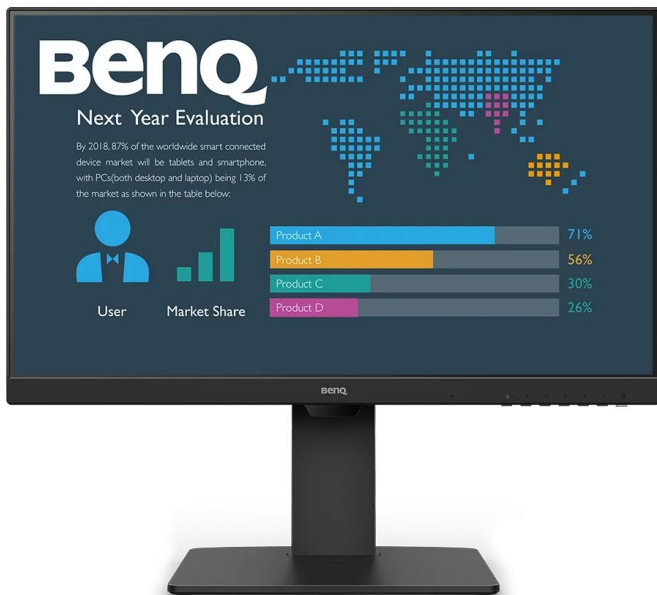 BenQ
Next Year Evaluation
By 2018, 87% of the worldwide smart connected
device market will be tablets and smartphone,
with PCs(both desktop and laptop) being 13% of
the market as shown in the table below:
User
Market Share
Product A 71%
Product B 56%
Product C 30%
Product D 26%
BenQ